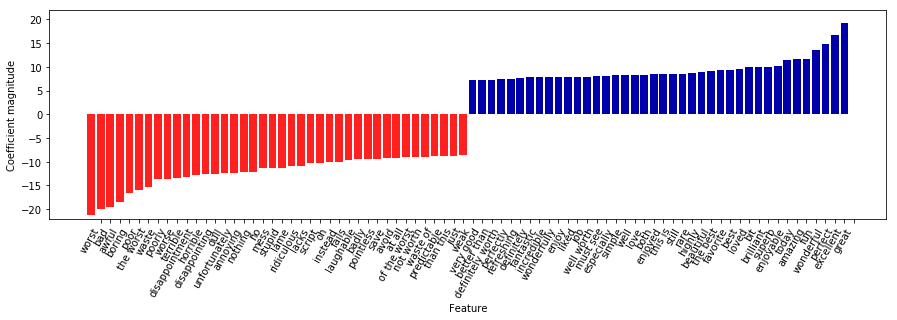 20
15
10
5
0
−5
−10
−15
−20
Coefficient magnitude
worst
bad
awful
boring
poor
the worst
waste
poorly
worse
terrible
disappointment
horrible
disappointing
dull
unfortunately
annoying
nothing
no
mess
stupid
lame
ridiculous
script
oh
instead
fails
laughable
badly
pointless
save
avoid
at all
of the worst
not worth
waste of
predictable
than this
just
weak
very good
better than
definitely worth
perfectly
refreshing
definitely
fantastic
incredible
wonderfully
enjoy
liked
job
well worth
must see
especially
simple
well
love
enjoyed
this is
still
rare
highly
beautiful
the best
favorite
best
loved
brilliant
superb
enjoyable
today
amazing
fun
wonderful
perfect
excellent
great
Feature